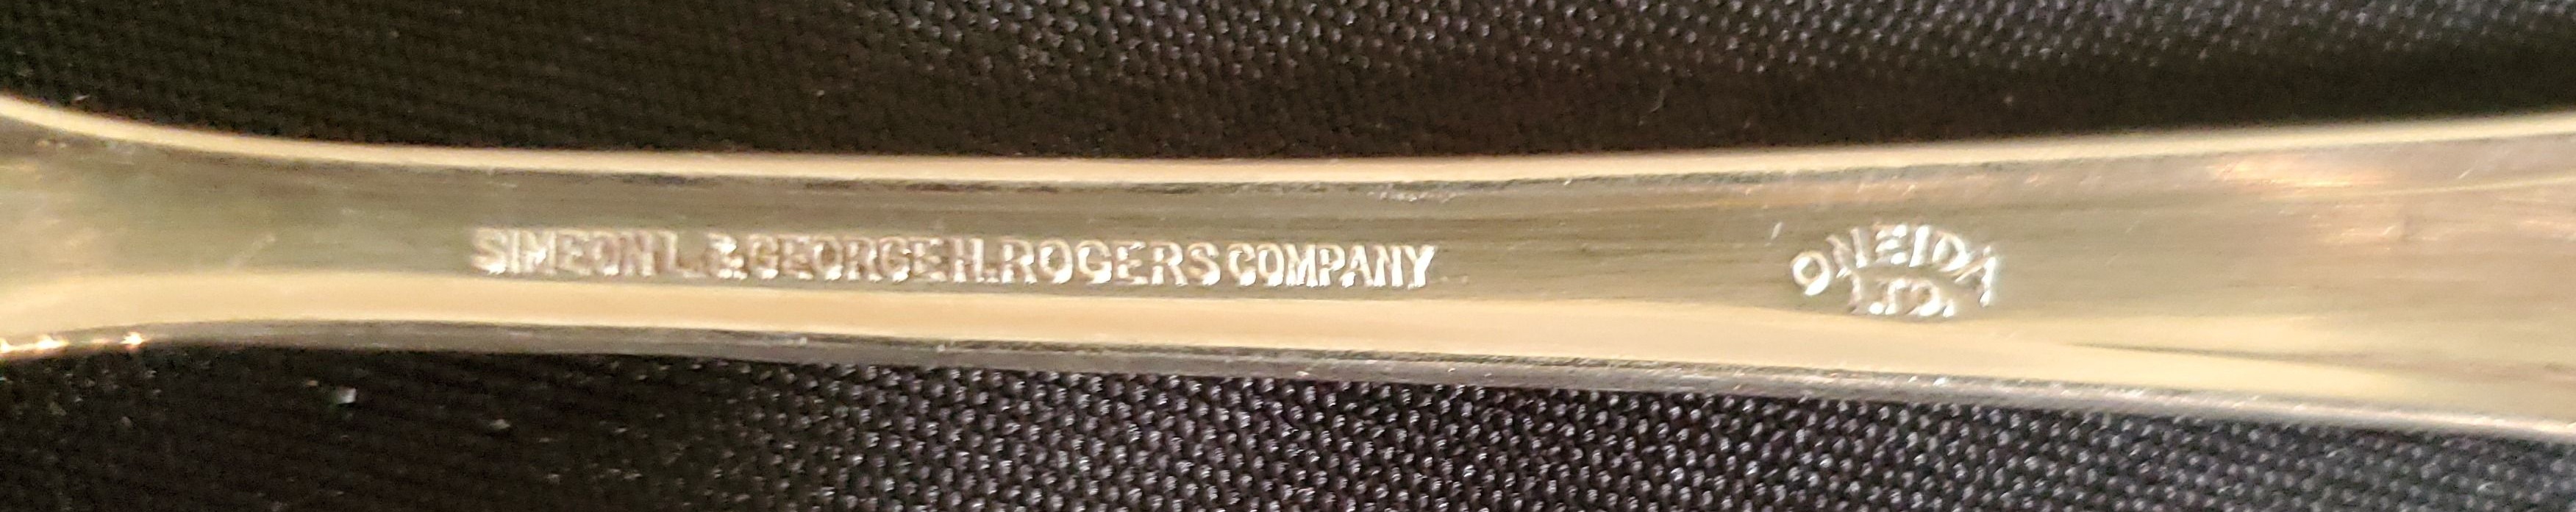 SIMEON L. & GEORGE H. ROGERS COMPANY
ONEIDA
LTD.